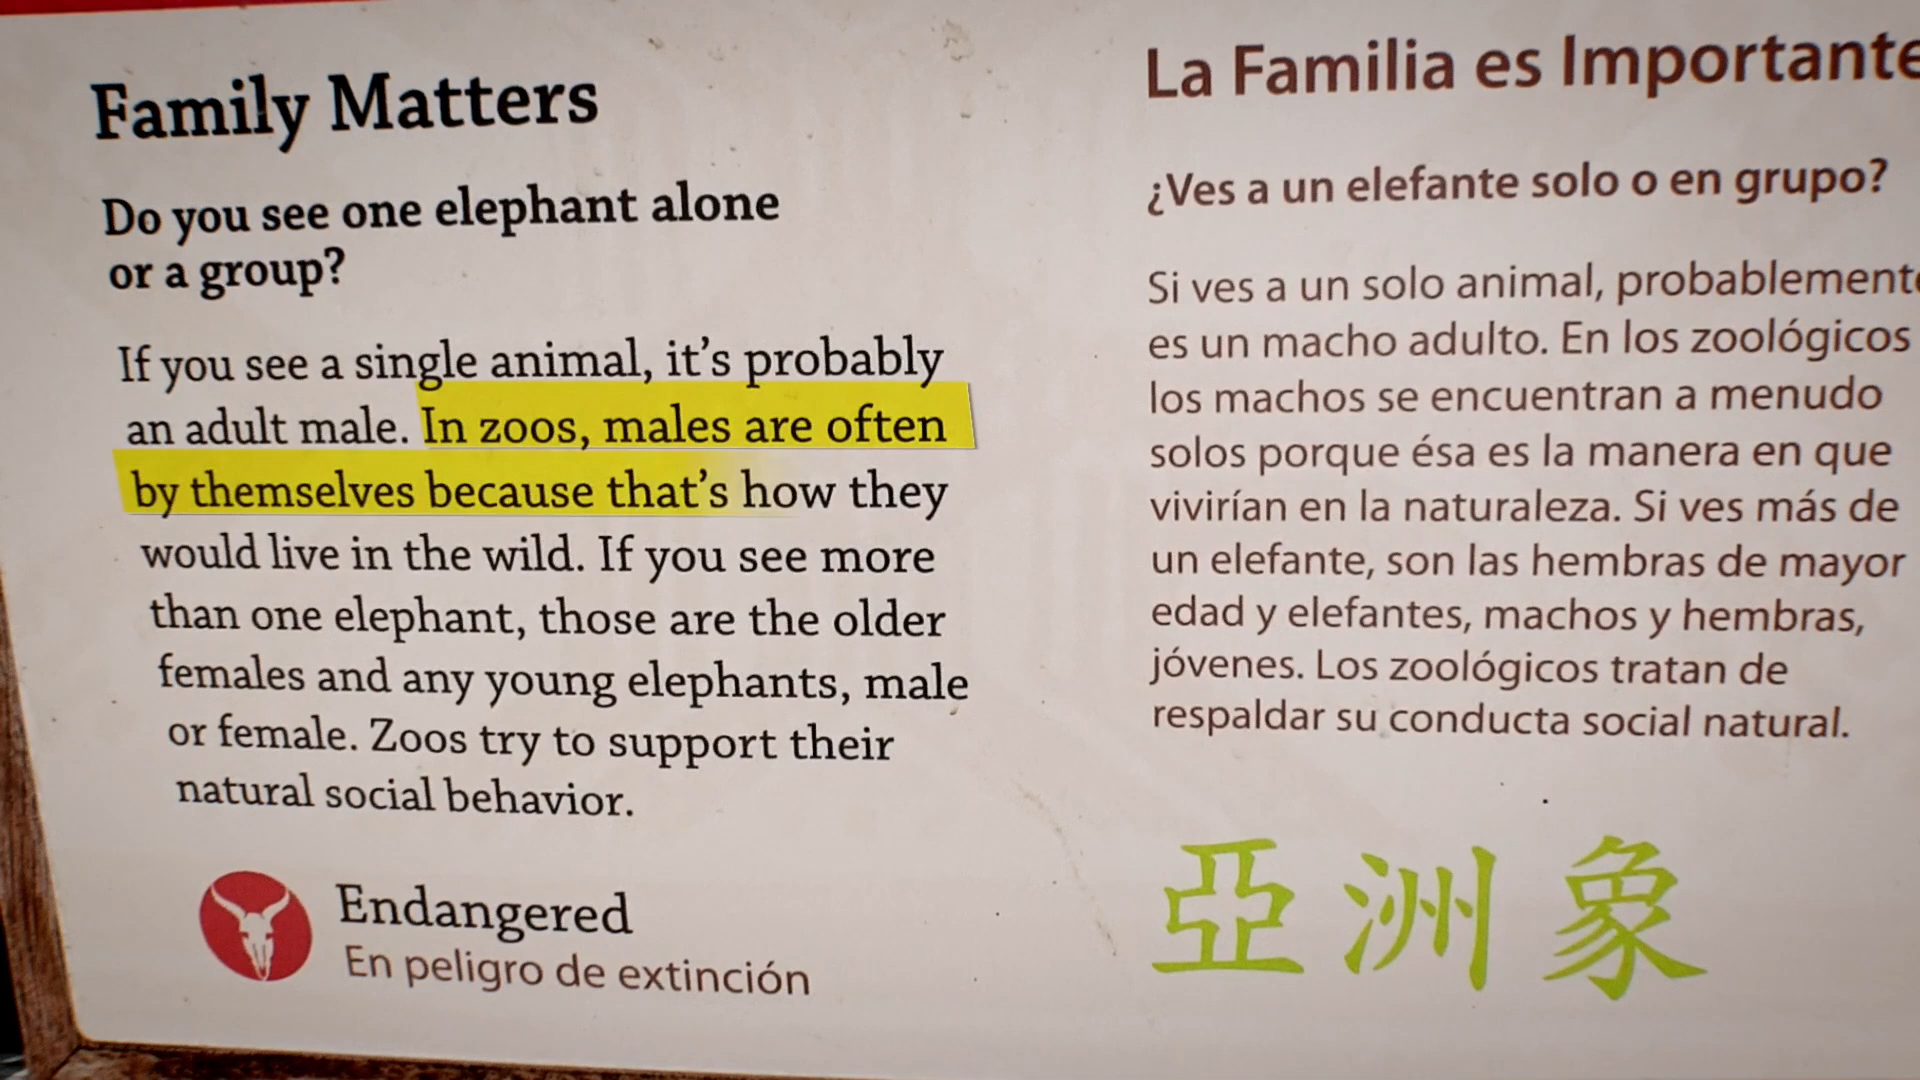 Family Matters
Do you see one elephant alone
or a group?
If you see a single animal, it's probably
an adult male. In zoos, males are often
by themselves because that's how they
would live in the wild. If you see more
than one elephant, those are the older
females and any young elephants, male
or female. Zoos try to support their
natural social behavior.
Endangered
En peligro de extinción
La Familia es Importante
¿Ves a un elefante solo o en grupo?
Si ves a un solo animal, probablemente
es un macho adulto. En los zoológicos
los machos se encuentran a menudo
solos porque ésa es la manera en que
vivirían en la naturaleza. Si ves más de
un elefante, son las hembras de mayor
edad y elefantes, machos y hembras,
jóvenes. Los zoológicos tratan de
respaldar su conducta social natural.
亞洲象